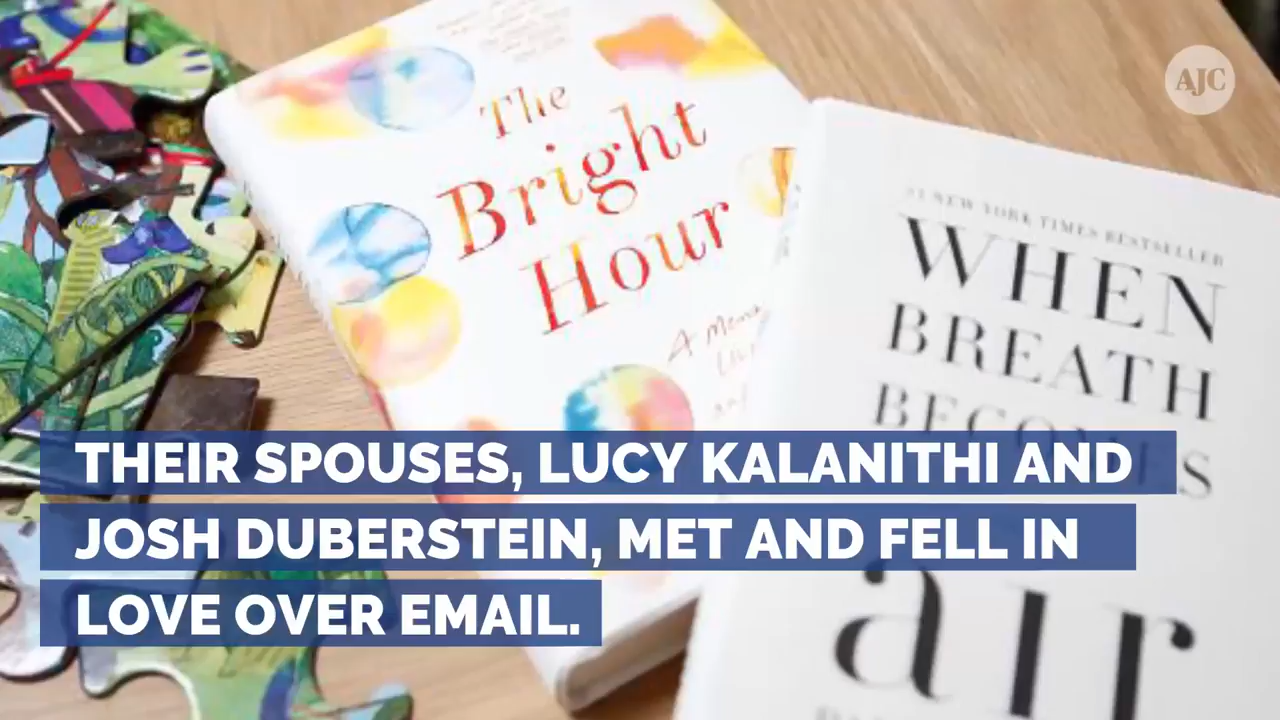 AJC
The
Bright
Hour
A
#1 NEW YORK TIMES BESTSELLER
WHEN
BREATH
air
THEIR SPOUSES, LUCY KALANITHI AND
JOSH DUBERSTEIN, MET AND FELL IN
LOVE OVER EMAIL.